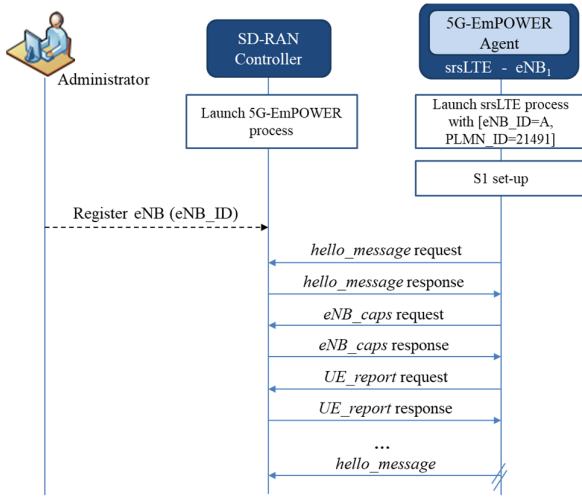 Administrator
SD-RAN
Controller
5G-EmPOWER
Agent
srsLTE - eNB1
Launch 5G-EmPOWER
process
Launch srsLTE process
with [eNB_ID=A,
PLMN_ID=21491]
S1 set-up
Register eNB (eNB_ID)
hello_message request
hello_message response
eNB_caps request
eNB_caps response
UE_report request
UE_report response
...
hello_message